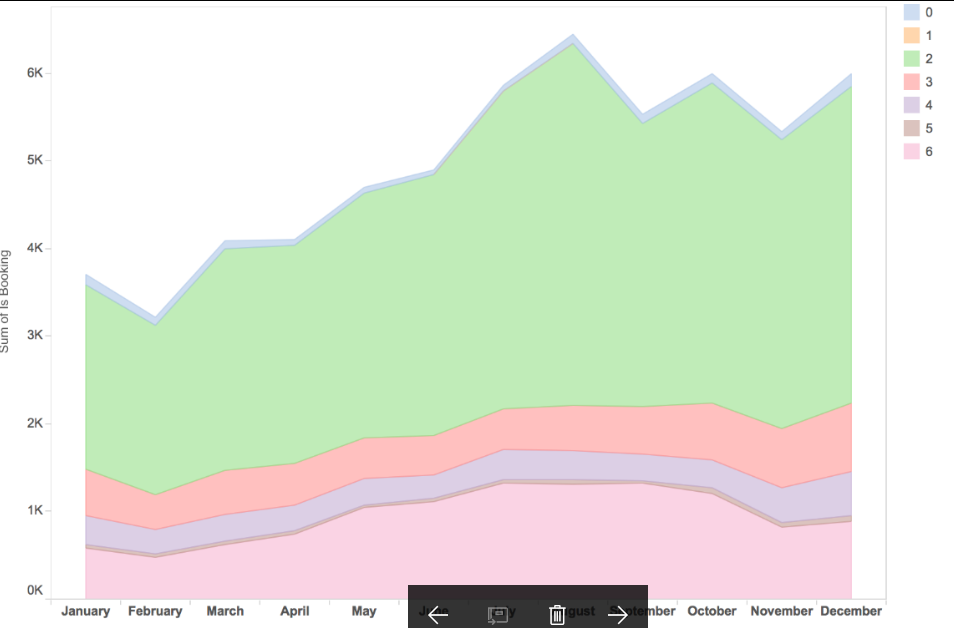 0
1
2
3
4
5
6
6K
5K
4K
3K
2K
1K
0K
Sum of Is Booking
January February March April May September October November December